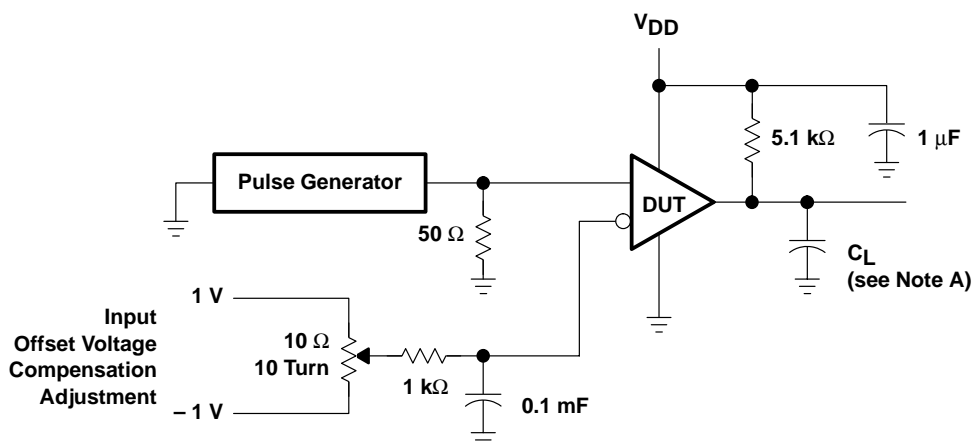 VDD
5.1 kΩ
1 μF
Pulse Generator
DUT
50 Ω
CL
(see Note A)
1 V
Input
Offset Voltage
Compensation
Adjustment
10 Ω
10 Turn
1 kΩ
0.1 mF
– 1 V